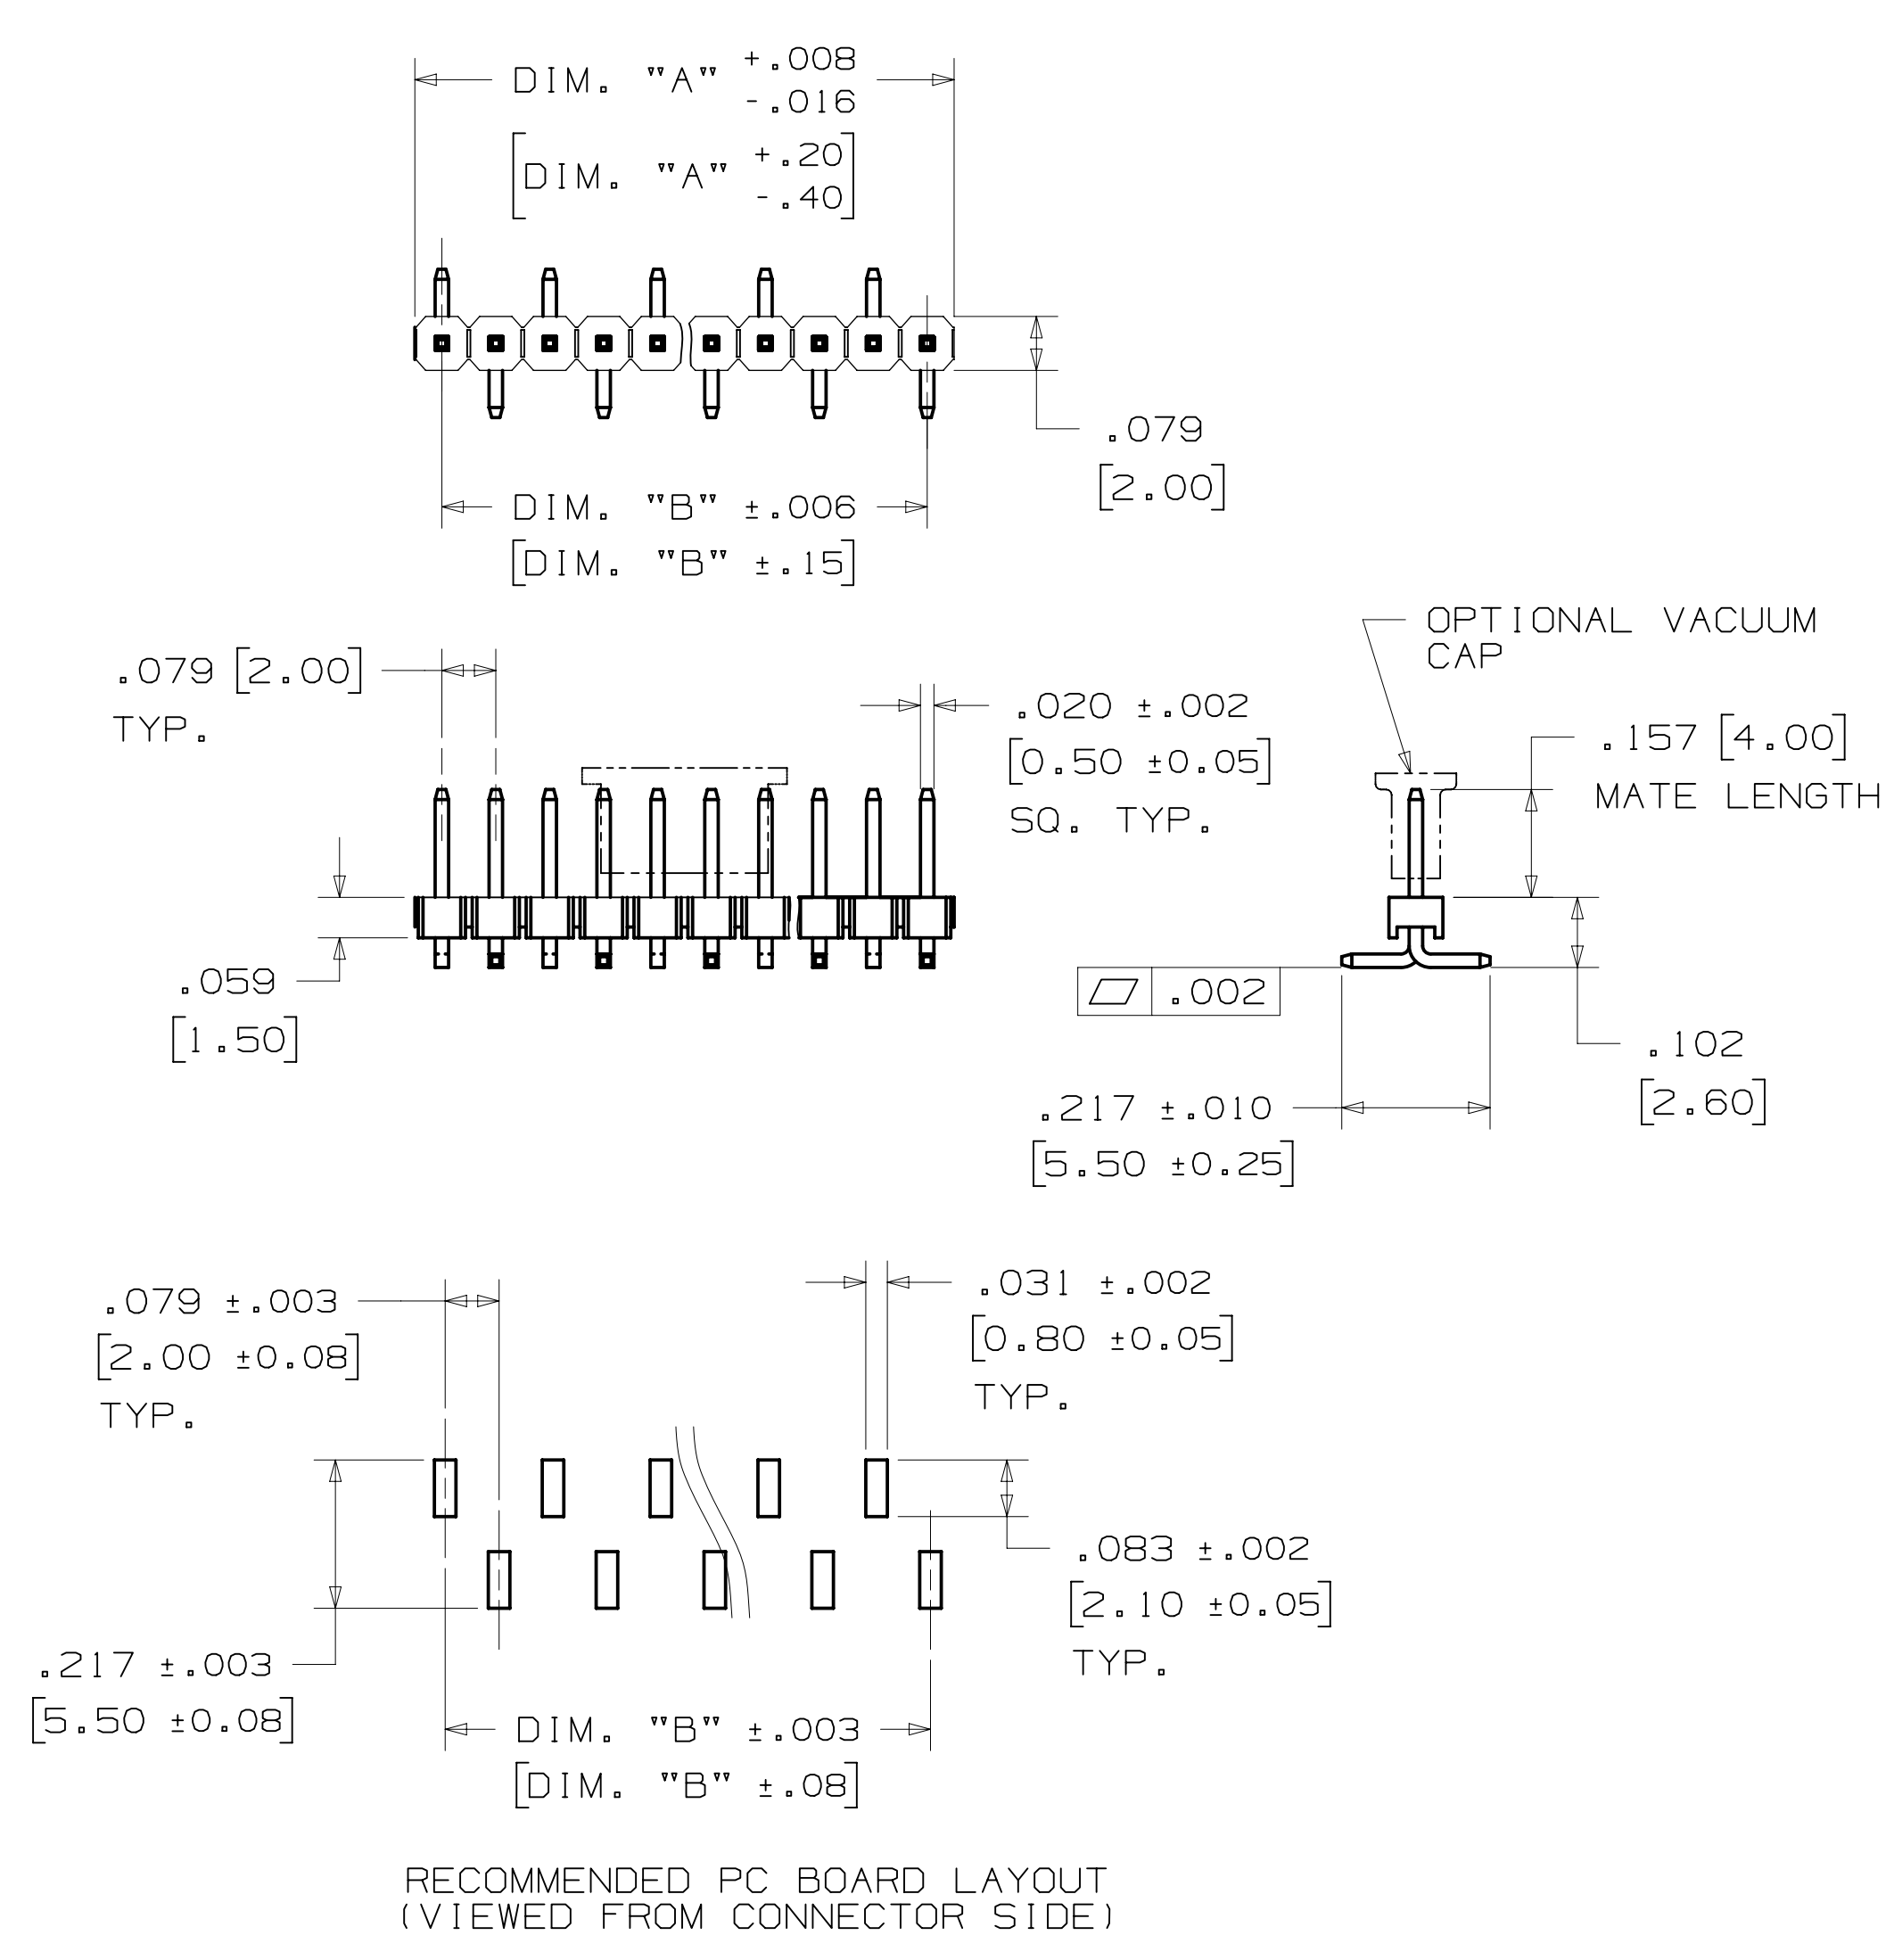 DIM. "A" +.008
-.016
[DIM. "A" +.20
-.40]
.079
[2.00]
DIM. "B" ±.006
[DIM. "B" ±.15]
OPTIONAL VACUUM
CAP
.079 [2.00]
TYP.
.020 ±.002
[0.50 ±0.05]
SQ. TYP.
.157 [4.00]
MATE LENGTH
.059
[1.50]
.002
.102
[2.60]
.217 ±.010
[5.50 ±0.25]
.079 ±.003
[2.00 ±0.08]
TYP.
.031 ±.002
[0.80 ±0.05]
TYP.
.083 ±.002
[2.10 ±0.05]
TYP.
.217 ±.003
[5.50 ±0.08]
DIM. "B" ±.003
[DIM. "B" ±.08]
RECOMMENDED PC BOARD LAYOUT
(VIEWED FROM CONNECTOR SIDE)